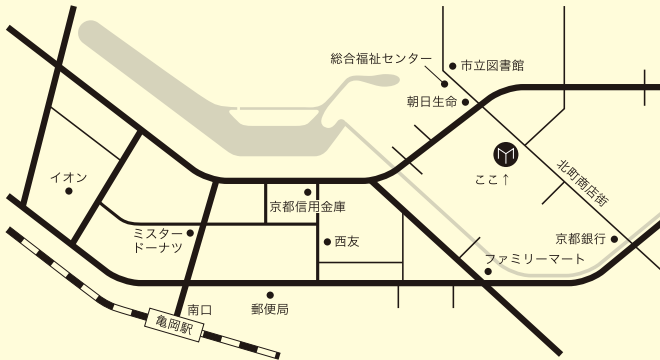 総合福祉センター
市立図書館
朝日生命
ここ↑
北町商店街
イオン
京都信用金庫
ミスター
ドーナツ
西友
京都銀行
ファミリーマート
南口
郵便局
亀岡駅